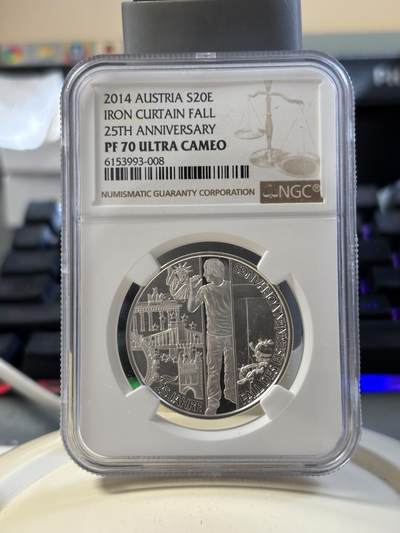 2014 AUSTRIA S20E
IRON CURTAIN FALL
25TH ANNIVERSARY
PF 70 ULTRA CAMEO
6153993-008
NUMISMATIC GUARANTY CORPORATION
NGC®